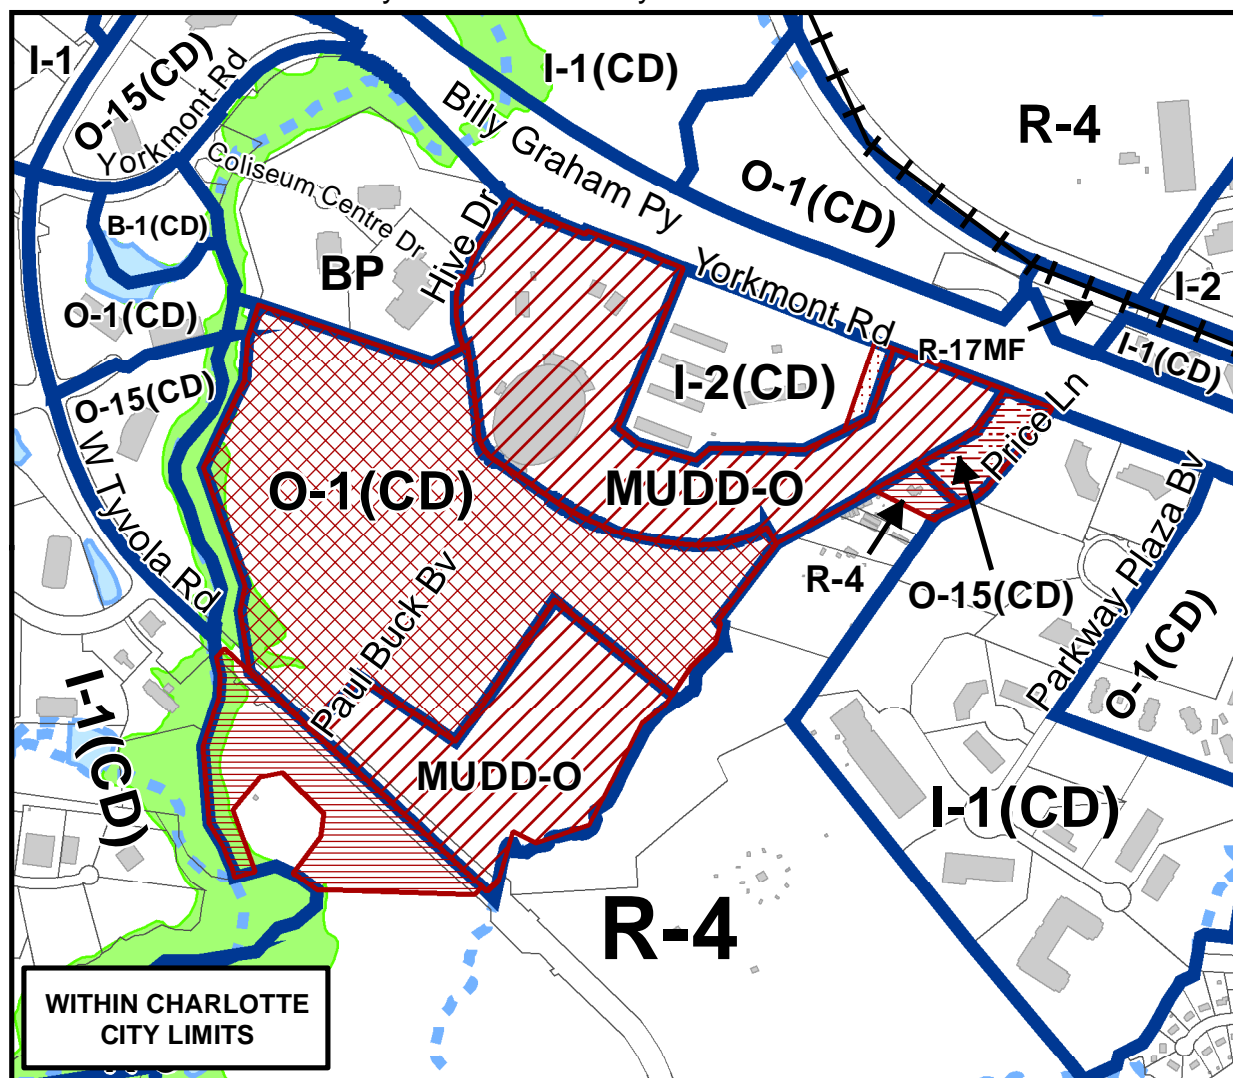 I-1
O-15(CD)
Yorkmont Rd
I-1(CD)
Billy Graham Py
R-4
Coliseum Centre Dr
O-1(CD)
B-1(CD)
Hive Dr
BP
Yorkmont Rd
I-2
O-1(CD)
R-17MF
I-1(CD)
I-2(CD)
O-15(CD)
Price Ln
O-1(CD)
MUDD-O
W Tyvola Rd
Parkway Plaza Bv
R-4
O-15(CD)
Paul Buck Bv
O-1(CD)
I-1(CD)
MUDD-O
I-1(CD)
R-4
WITHIN CHARLOTTE
CITY LIMITS